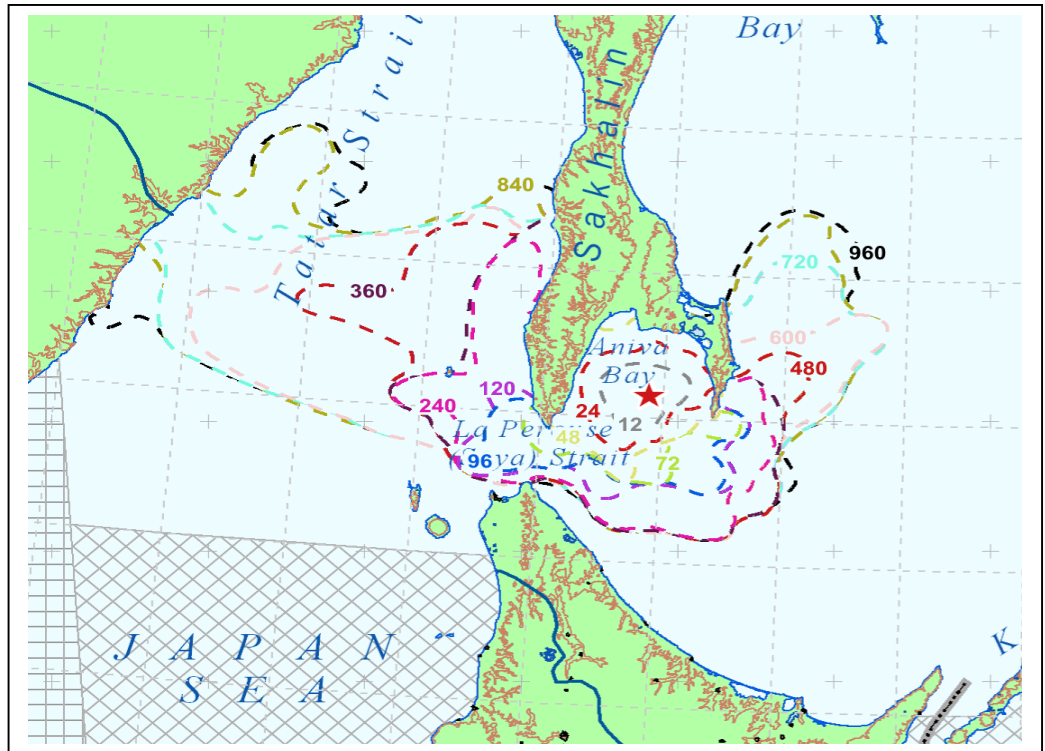 Bay
Tatar Strai
Sakhalin
840
960
720
360
600
Aniva
Bay
480
120
240
24
12
48
La Perouse
(Soya) Strait
96
72
JAPAN
SEA
K